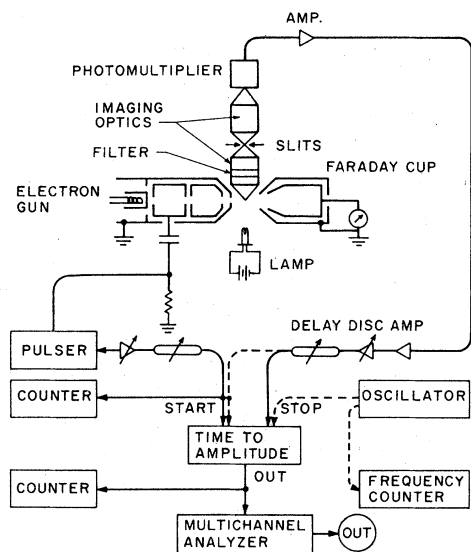 AMP.
PHOTOMULTIPLIER
IMAGING
OPTICS
SLITS
FILTER
FARADAY CUP
ELECTRON
GUN
LAMP
DELAY DISC AMP
PULSER
COUNTER
START
STOP
OSCILLATOR
TIME TO
AMPLITUDE
OUT
COUNTER
FREQUENCY
COUNTER
MULTICHANNEL
ANALYZER
OUT